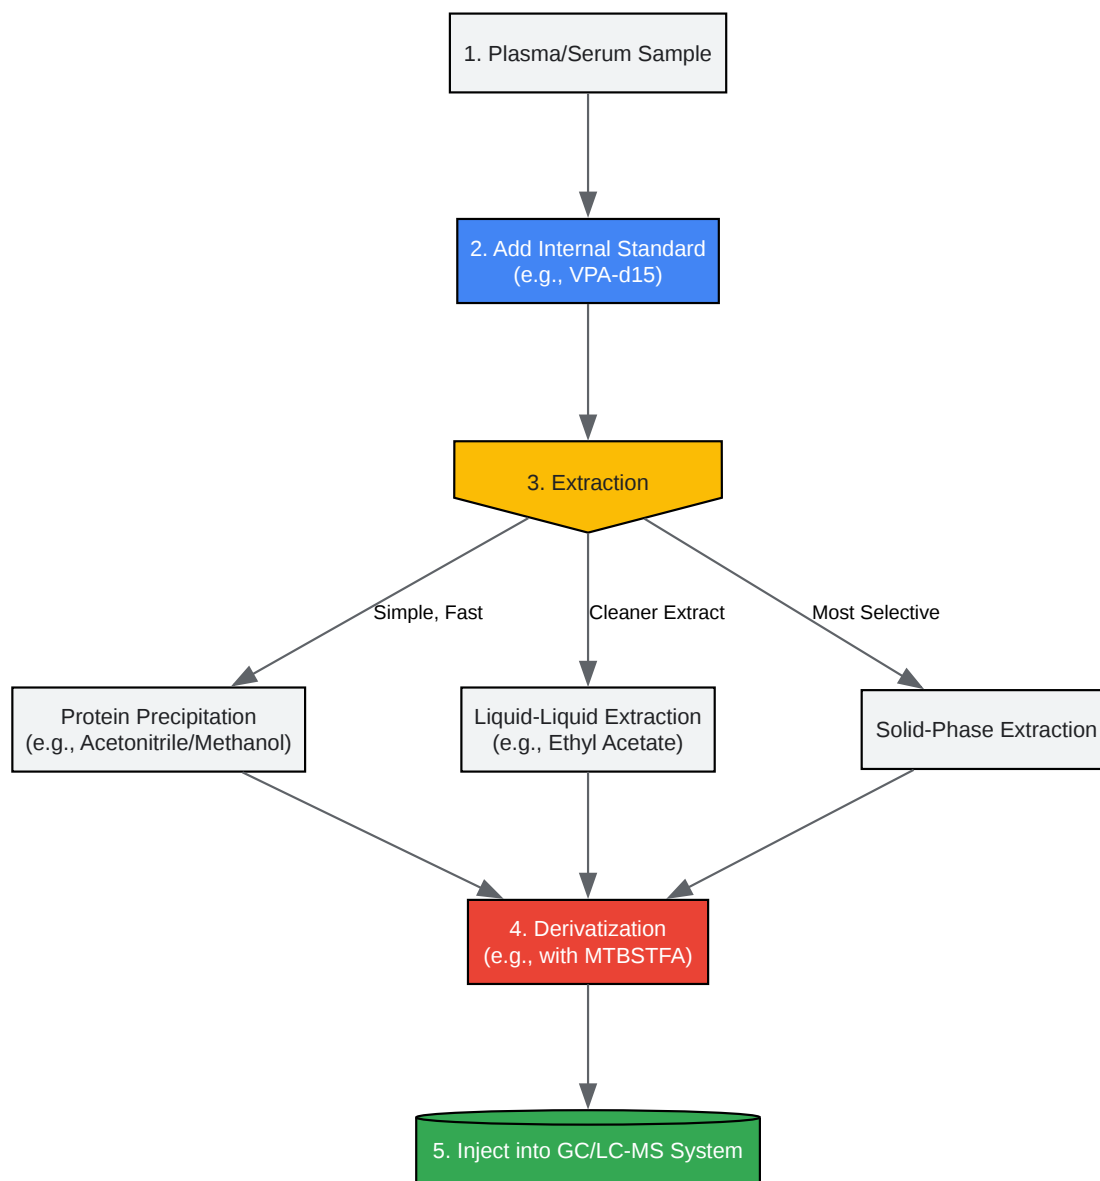 1. Plasma/Serum Sample
2. Add Internal Standard
(e.g., VPA-d15)
3. Extraction
Simple, Fast
Cleaner Extract
Most Selective
Protein Precipitation
(e.g., Acetonitrile/Methanol)
Liquid-Liquid Extraction
(e.g., Ethyl Acetate)
Solid-Phase Extraction
4. Derivatization
(e.g., with MTBSTFA)
5. Inject into GC/LC-MS System